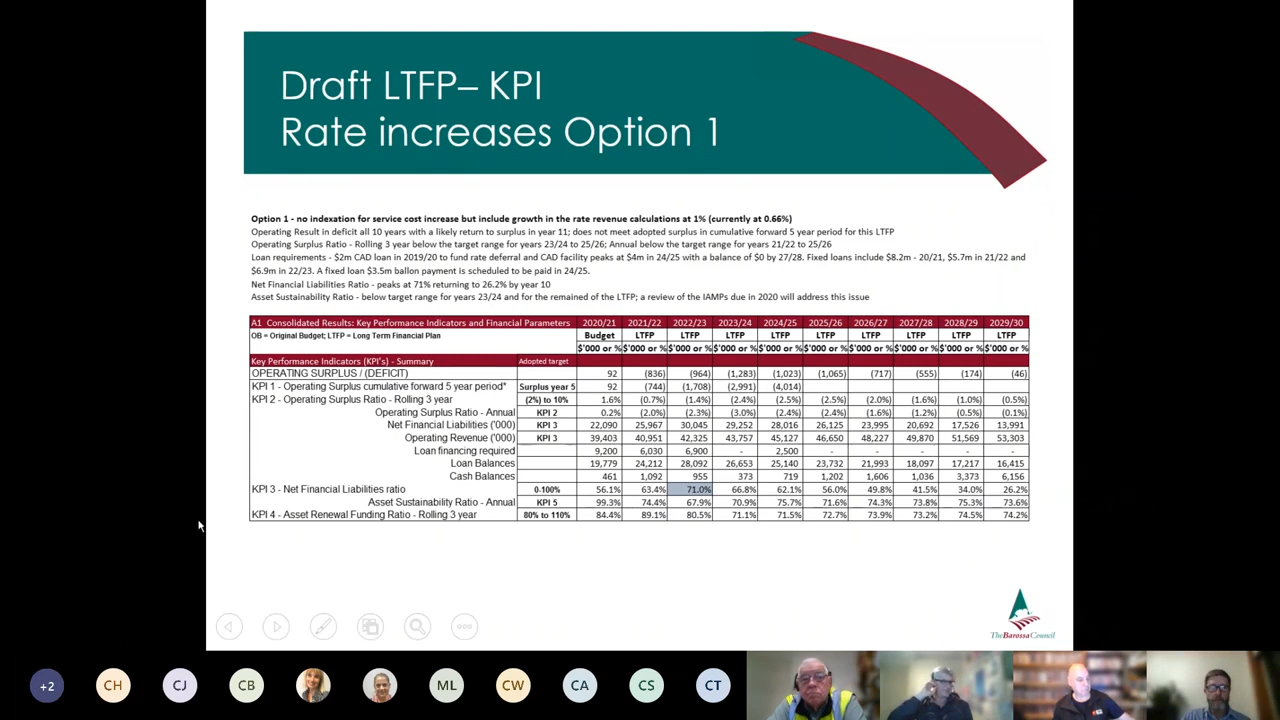 Draft LTFP– KPI
Rate increases Option 1
Option 1 - no indexation for service cost increase but include growth in the rate revenue calculations at 1% (currently at 0.66%)
Operating Result in deficit all 10 years with a likely return to surplus in year 11; does not meet adopted surplus in cumulative forward 5 year period for this LTFP
Operating Surplus Ratio - Rolling 3 year below the target range for years 23/24 to 25/26; Annual below the target range for years 21/22 to 25/26
Loan requirements - $2m CAD loan in 2019/20 to fund rate deferral and CAD facility peaks at $4m in 24/25 with a balance of $0 by 27/28. Fixed loans include $8.2m - 20/21, $5.7m in 21/22 and
$6.9m in 22/23. A fixed loan $3.5m ballon payment is scheduled to be paid in 24/25.
Net Financial Liabilities Ratio - peaks at 71% returning to 26.2% by year 10
Asset Sustainability Ratio - below target range for years 23/24 and for the remained of the LTFP; a review of the IAMPs due in 2020 will address this issue
A1 Consolidated Results: Key Performance Indicators and Financial Parameters 2020/21 2021/22 2022/23 2023/24 2024/25 2025/26 2026/27 2027/28 2028/29 2029/30
OB = Original Budget; LTFP = Long Term Financial Plan Budget LTFP LTFP LTFP LTFP LTFP LTFP LTFP LTFP LTFP
$'000 or % $'000 or % $'000 or % $'000 or % $'000 or % $'000 or % $'000 or % $'000 or % $'000 or % $'000 or %
Key Performance Indicators (KPI's) - Summary Adopted target
OPERATING SURPLUS / (DEFICIT) 92 (836) (964) (1,283) (1,023) (1,065) (717) (555) (174) (46)
KPI 1 - Operating Surplus cumulative forward 5 year period* Surplus year 5 92 (744) (1,708) (2,991) (4,014)
KPI 2 - Operating Surplus Ratio - Rolling 3 year (2%) to 10% 1.6% (0.7%) (1.4%) (2.4%) (2.5%) (2.5%) (2.0%) (1.6%) (1.0%) (0.5%)
Operating Surplus Ratio - Annual KPI 2 0.2% (2.0%) (2.3%) (3.0%) (2.4%) (2.4%) (1.6%) (1.2%) (0.5%) (0.1%)
Net Financial Liabilities ('000) KPI 3 22,090 25,967 30,045 29,252 28,016 26,125 23,995 20,692 17,526 13,991
Operating Revenue ('000) KPI 3 39,403 40,951 42,325 43,757 45,127 46,650 48,227 49,870 51,569 53,303
Loan financing required 9,200 6,030 6,900 - 2,500 - - - - -
Loan Balances 19,779 24,212 28,092 26,653 25,140 23,732 21,993 18,097 17,217 16,415
Cash Balances 461 1,092 955 373 719 1,202 1,606 1,036 3,373 6,156
KPI 3 - Net Financial Liabilities ratio 0-100% 56.1% 63.4% 71.0% 66.8% 62.1% 56.0% 49.8% 41.5% 34.0% 26.2%
Asset Sustainability Ratio - Annual KPI 5 99.3% 74.4% 67.9% 70.9% 75.7% 71.6% 74.3% 73.8% 75.3% 73.6%
KPI 4 - Asset Renewal Funding Ratio - Rolling 3 year 80% to 110% 84.4% 89.1% 80.5% 71.1% 71.5% 72.7% 73.9% 73.2% 74.5% 74.2%
The Barossa Council
+2 CH CJ CB ML CW CA CS CT